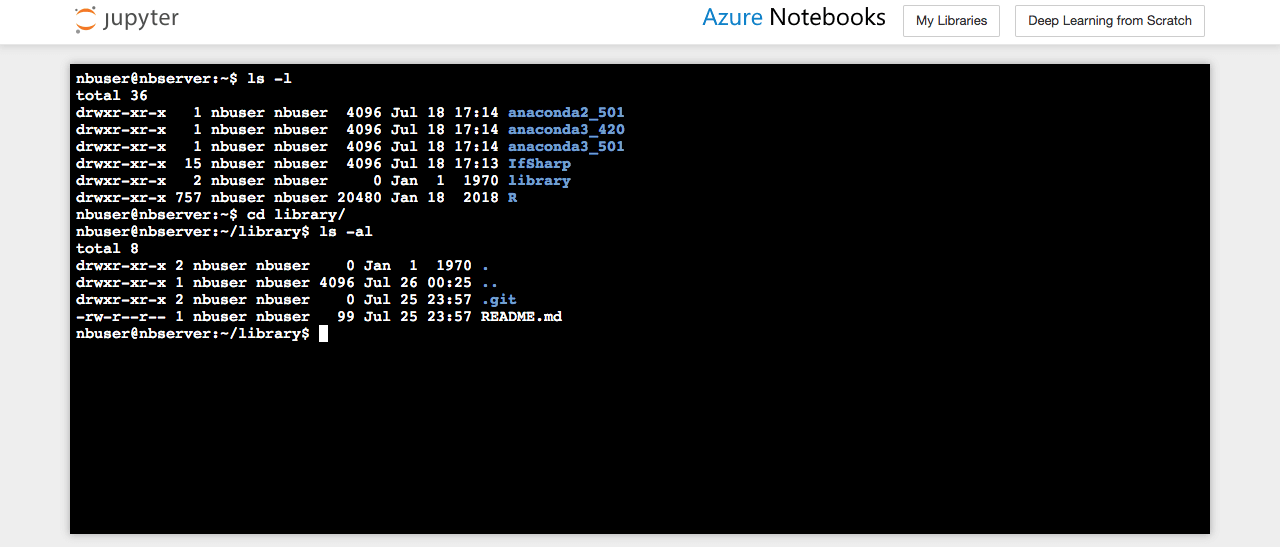 jupyter Azure Notebooks My Libraries Deep Learning from Scratch
nbuser@nbserver:~$ ls -l
total 36
drwxr-xr-x   1 nbuser nbuser  4096 Jul 18 17:14 anaconda2_501
drwxr-xr-x   1 nbuser nbuser  4096 Jul 18 17:14 anaconda3_420
drwxr-xr-x   1 nbuser nbuser  4096 Jul 18 17:14 anaconda3_501
drwxr-xr-x  15 nbuser nbuser  4096 Jul 18 17:13 IfSharp
drwxr-xr-x   2 nbuser nbuser     0 Jan  1  1970 library
drwxr-xr-x 757 nbuser nbuser 20480 Jan 18  2018 R
nbuser@nbserver:~$ cd library/
nbuser@nbserver:~/library$ ls -al
total 8
drwxr-xr-x 2 nbuser nbuser    0 Jan  1  1970 .
drwxr-xr-x 1 nbuser nbuser 4096 Jul 26 00:25 ..
drwxr-xr-x 2 nbuser nbuser    0 Jul 25 23:57 .git
-rw-r--r-- 1 nbuser nbuser   99 Jul 25 23:57 README.md
nbuser@nbserver:~/library$